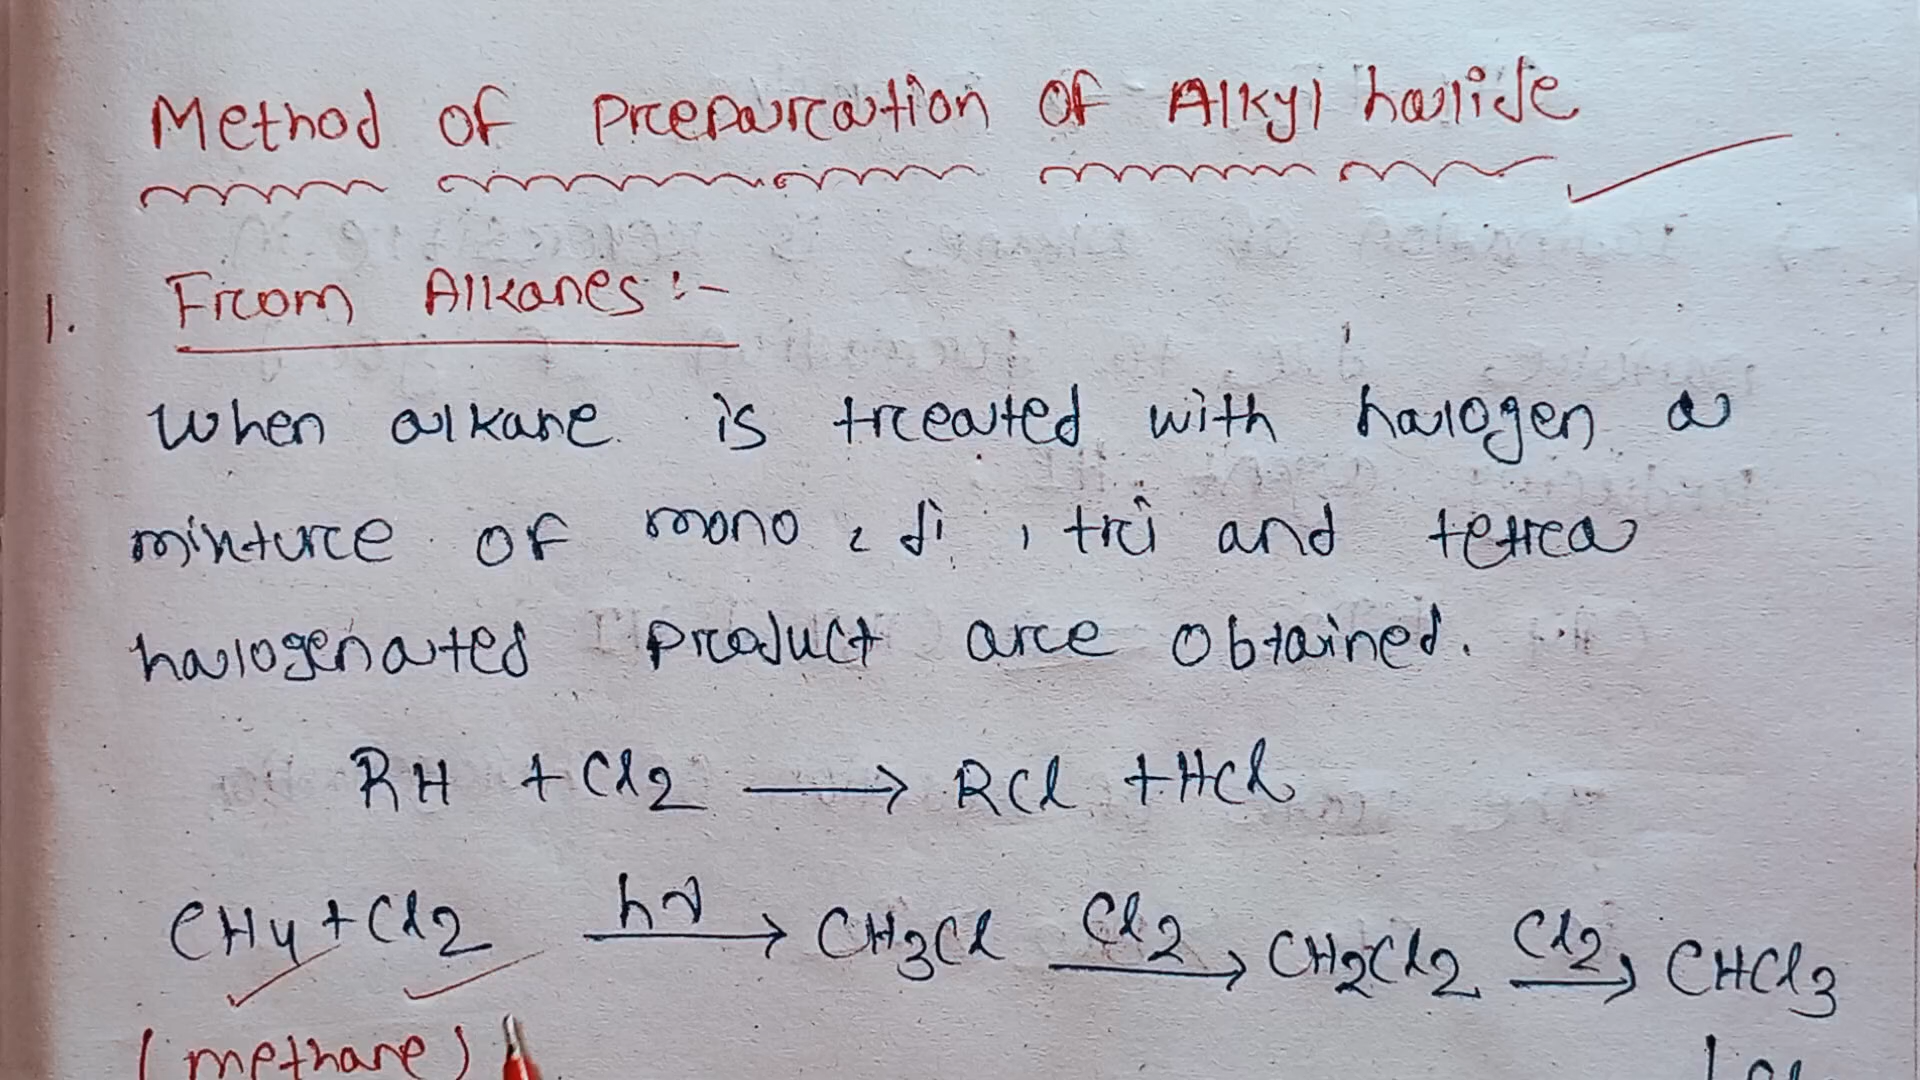 Method of Preparation of Alkyl halide
1. From Alkanes :-
When alkane is treated with halogen a
mixture of mono, di, tri and tetra
halogenated product are obtained.
RH + Cl2 ⟶ RCl + HCl
CH4 + Cl2 hν⟶ CH3Cl Cl2⟶ CH2Cl2 Cl2⟶ CHCl3
(methane)